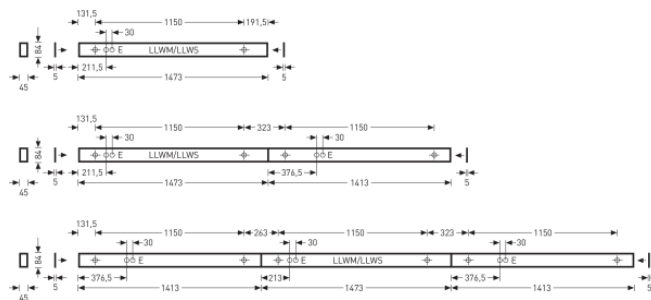 131,5 1150 191,5
30
84 E LLWM/LLWS
5 211,5 5
45 1473
131,5 1150 323 1150
30 30
84 E LLWM/LLWS E
5 211,5 376,5 5
45 1473 1413
131,5 1150 263 1150 323 1150
30 30 30
84 E E LLWM/LLWS E
5 376,5 213 376,5 5
45 1413 1473 1413